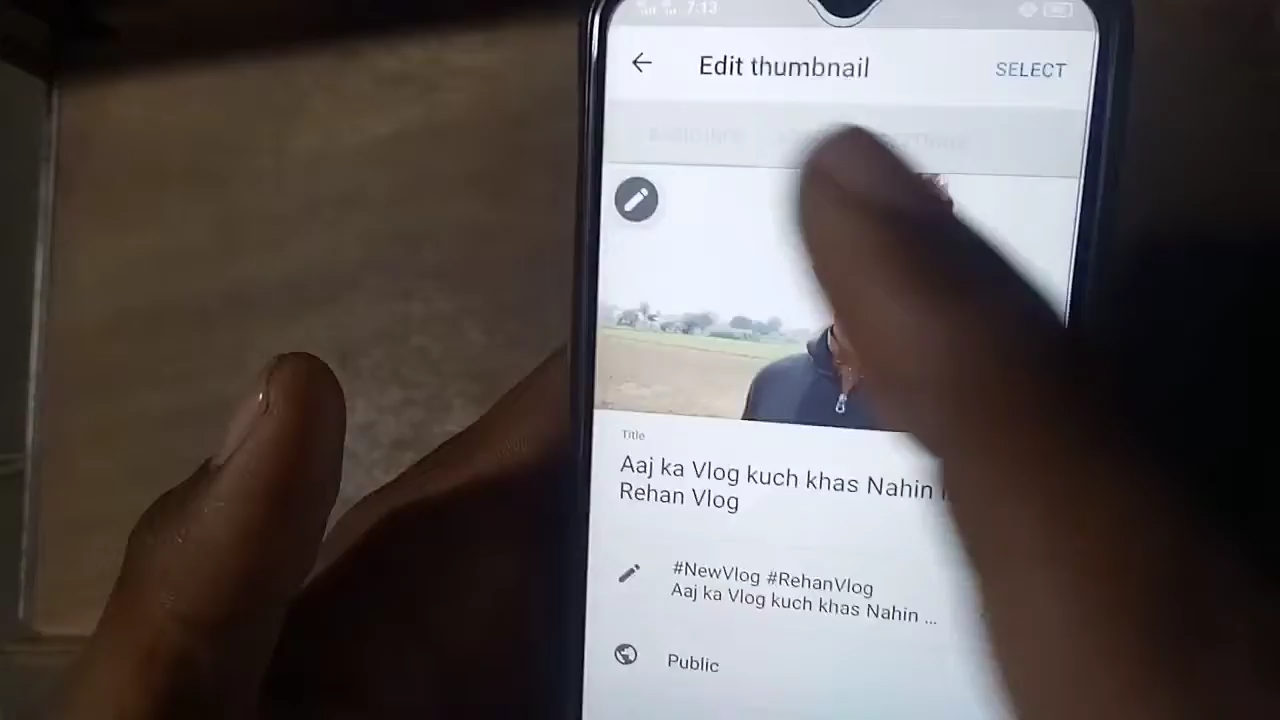 7:13
Edit thumbnail
SELECT
Title
Aaj ka Vlog kuch khas Nahin
Rehan Vlog
#NewVlog #RehanVlog
Aaj ka Vlog kuch khas Nahin ...
Public